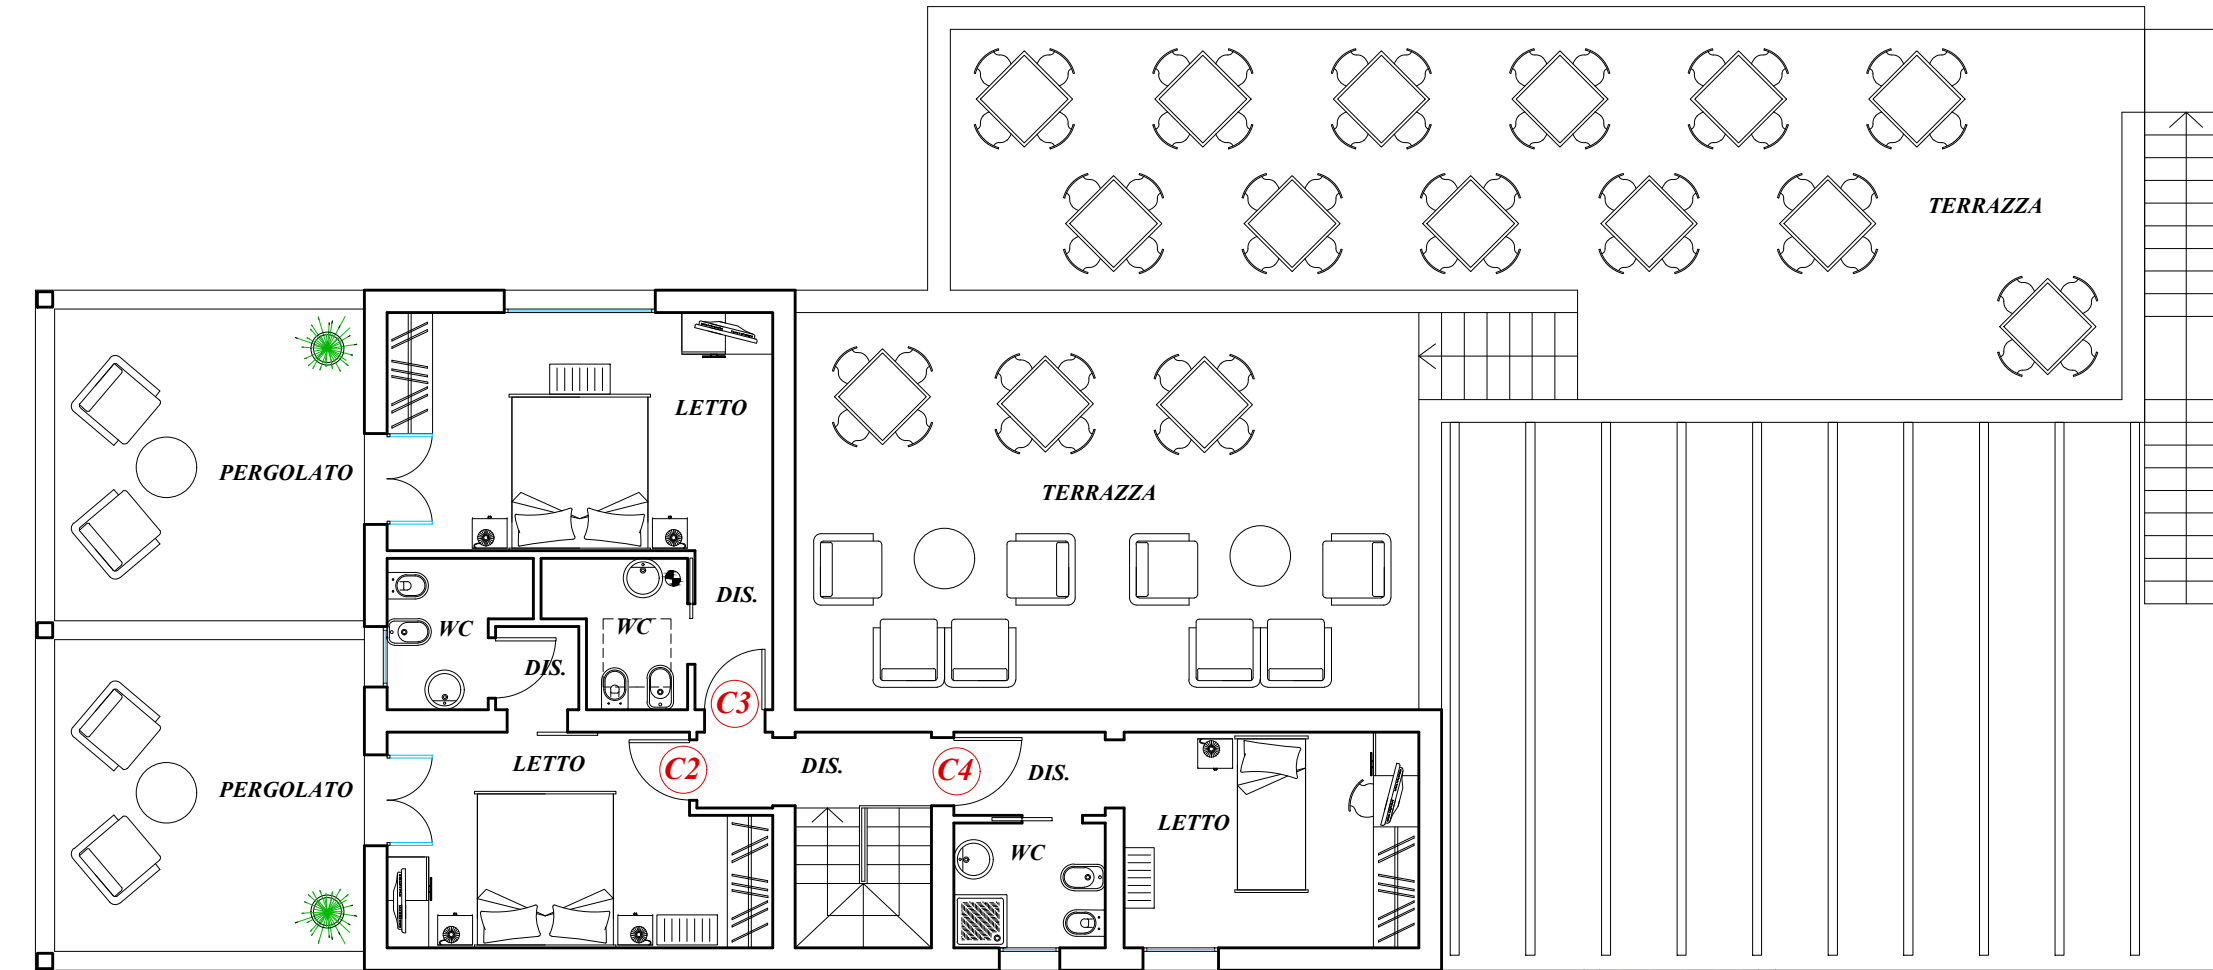 TERRAZZA
LETTO
PERGOLATO
TERRAZZA
DIS.
WC
WC
DIS.
C3
LETTO
C2
DIS.
C4
DIS.
PERGOLATO
LETTO
WC